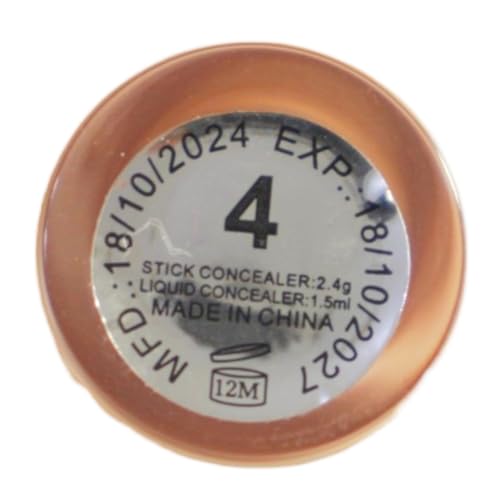 MFD.:18/10/2024 EXP.:18/10/2027
4
STICK CONCEALER:2.4g
LIQUID CONCEALER:1.5ml
MADE IN CHINA
12M